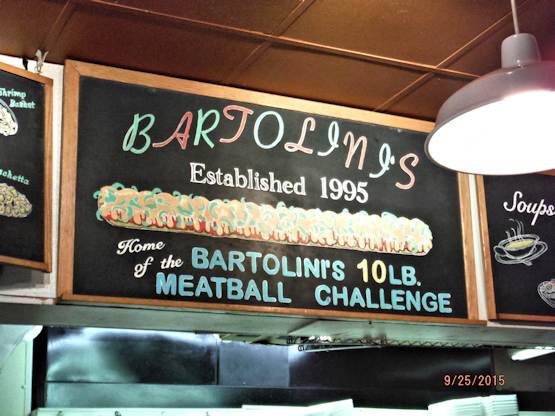 Shrimp
Basket
BARTOLINI'S
Established 1995
Home
of the
BARTOLINI'S 10LB.
MEATBALL CHALLENGE
Soups
9/25/2015